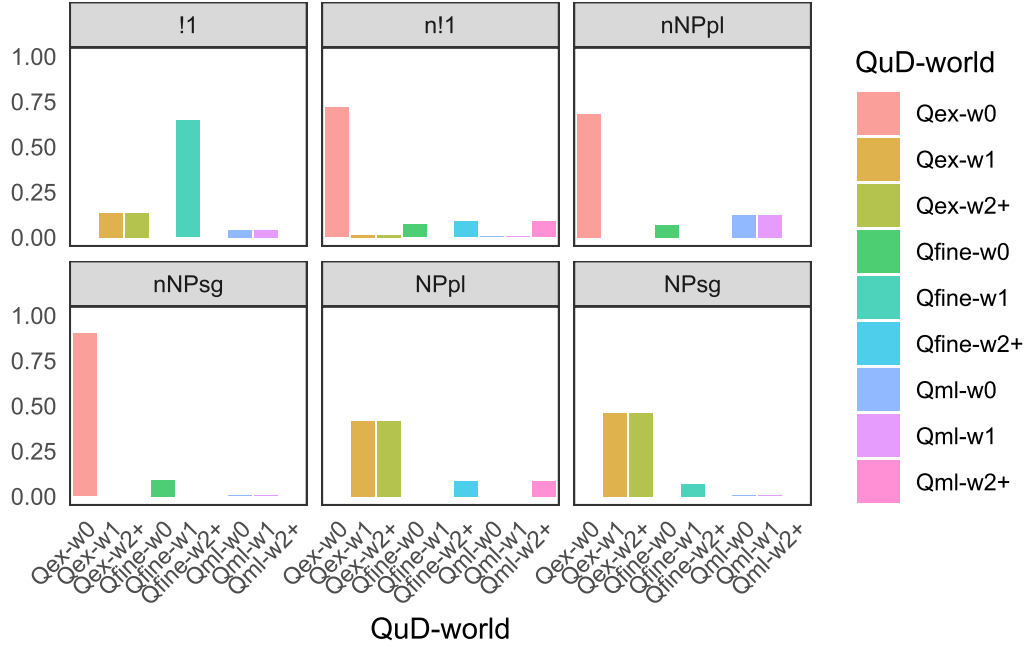 !1 n!1 nNPpl
1.00
0.75
0.50
0.25
0.00
nNPsg NPpl NPsg
1.00
0.75
0.50
0.25
0.00
Qex-w0 Qex-w1 Qex-w2+ Qfine-w0 Qfine-w1 Qfine-w2+ Qml-w0 Qml-w1 Qml-w2+
Qex-w0 Qex-w1 Qex-w2+ Qfine-w0 Qfine-w1 Qfine-w2+ Qml-w0 Qml-w1 Qml-w2+
Qex-w0 Qex-w1 Qex-w2+ Qfine-w0 Qfine-w1 Qfine-w2+ Qml-w0 Qml-w1 Qml-w2+
QuD-world
QuD-world
Qex-w0
Qex-w1
Qex-w2+
Qfine-w0
Qfine-w1
Qfine-w2+
Qml-w0
Qml-w1
Qml-w2+